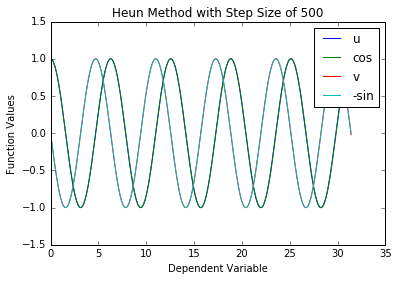 Heun Method with Step Size of 500
u
cos
v
-sin
1.5
1.0
0.5
0.0
-0.5
-1.0
-1.5
Function Values
0 5 10 15 20 25 30 35
Dependent Variable